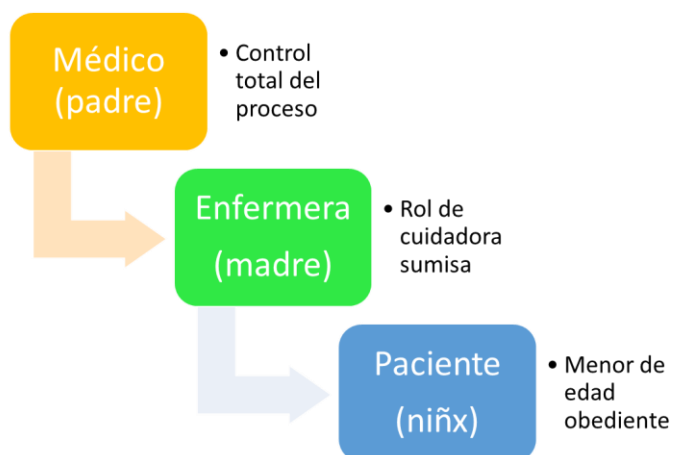 Médico
(padre)
• Control
total del
proceso
Enfermera
(madre)
• Rol de
cuidadora
sumisa
Paciente
(niñx)
• Menor de
edad
obediente